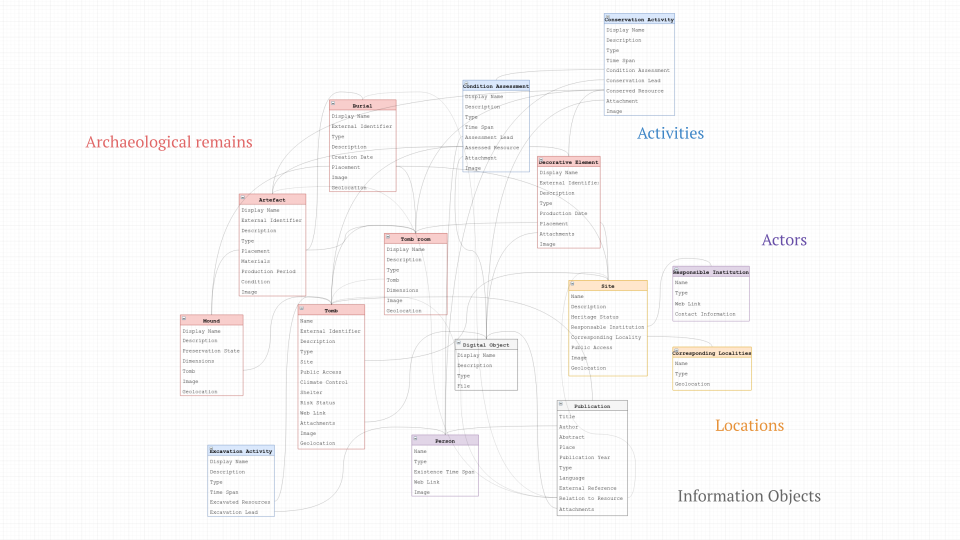 Conservation Activity
Display Name
Description
Type
Time Span
Condition Assessment
Conservation Lead
Conserved Resource
Attachment
Image
Condition Assessment
Display Name
Description
Type
Time Span
Assessment Lead
Assessed Resource
Attachment
Image
Burial
Display Name
External Identifier
Type
Description
Creation Date
Placement
Image
Geolocation
Archaeological remains
Activities
Decorative Element
Display Name
External Identifier
Description
Type
Production Date
Placement
Attachments
Image
Artefact
Display Name
External Identifier
Description
Type
Placement
Materials
Production Period
Condition
Image
Tomb room
Display Name
Description
Type
Tomb
Dimensions
Image
Geolocation
Actors
Responsible Institution
Name
Type
Web Link
Contact Information
Site
Name
Description
Heritage Status
Responsable Institution
Corresponding Locality
Public Access
Image
Geolocation
Mound
Display Name
Description
Preservation State
Dimensions
Tomb
Image
Geolocation
Tomb
Name
External Identifier
Description
Type
Site
Public Access
Climate Control
Shelter
Risk Status
Web Link
Attachments
Image
Geolocation
Digital Object
Display Name
Description
Type
File
Corresponding Localities
Name
Type
Geolocation
Locations
Publication
Title
Author
Abstract
Place
Publication Year
Type
Language
External Reference
Relation to Resource
Attachments
Person
Name
Type
Existence Time Span
Web Link
Image
Excavation Activity
Display Name
Description
Type
Time Span
Excavated Resources
Excavation Lead
Information Objects